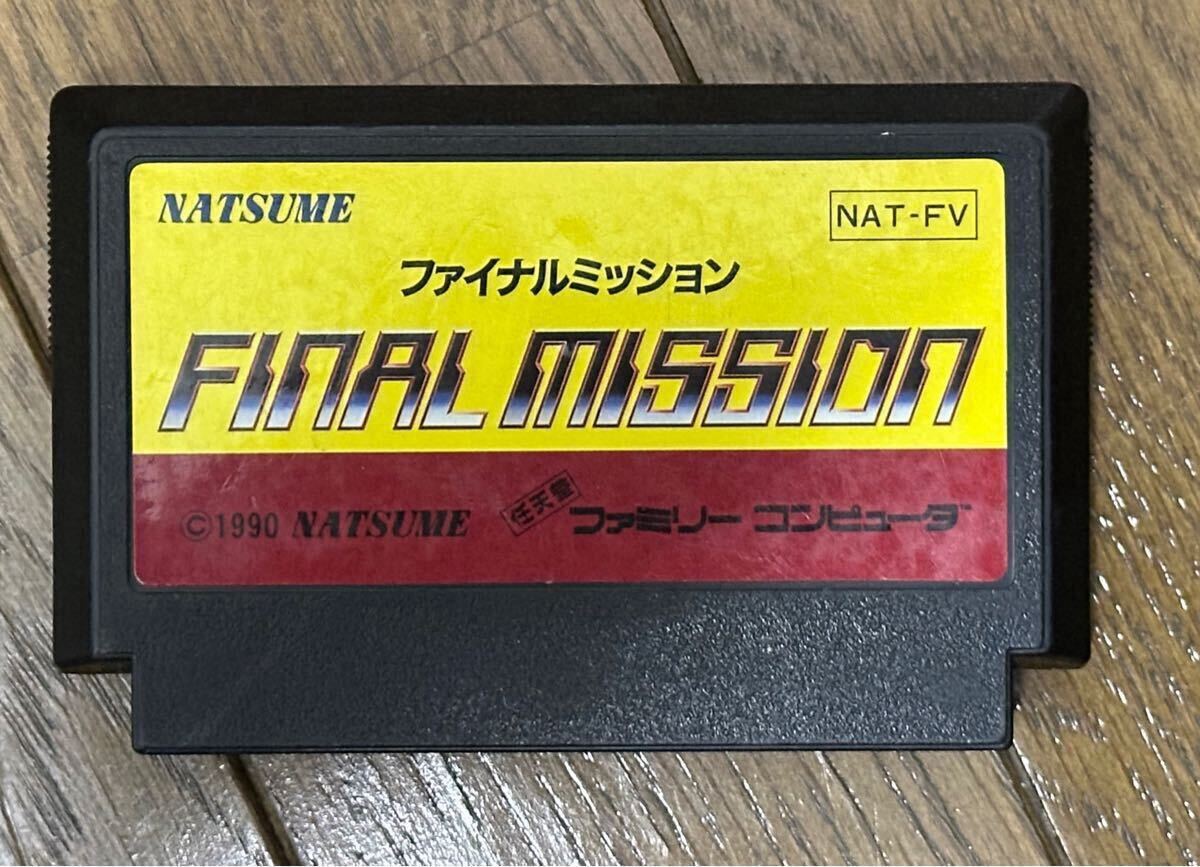 NATSUME
NAT-FV
ファイナルミッション
FINAL MISSION
©1990 NATSUME 任天堂 ファミリー コンピュータ